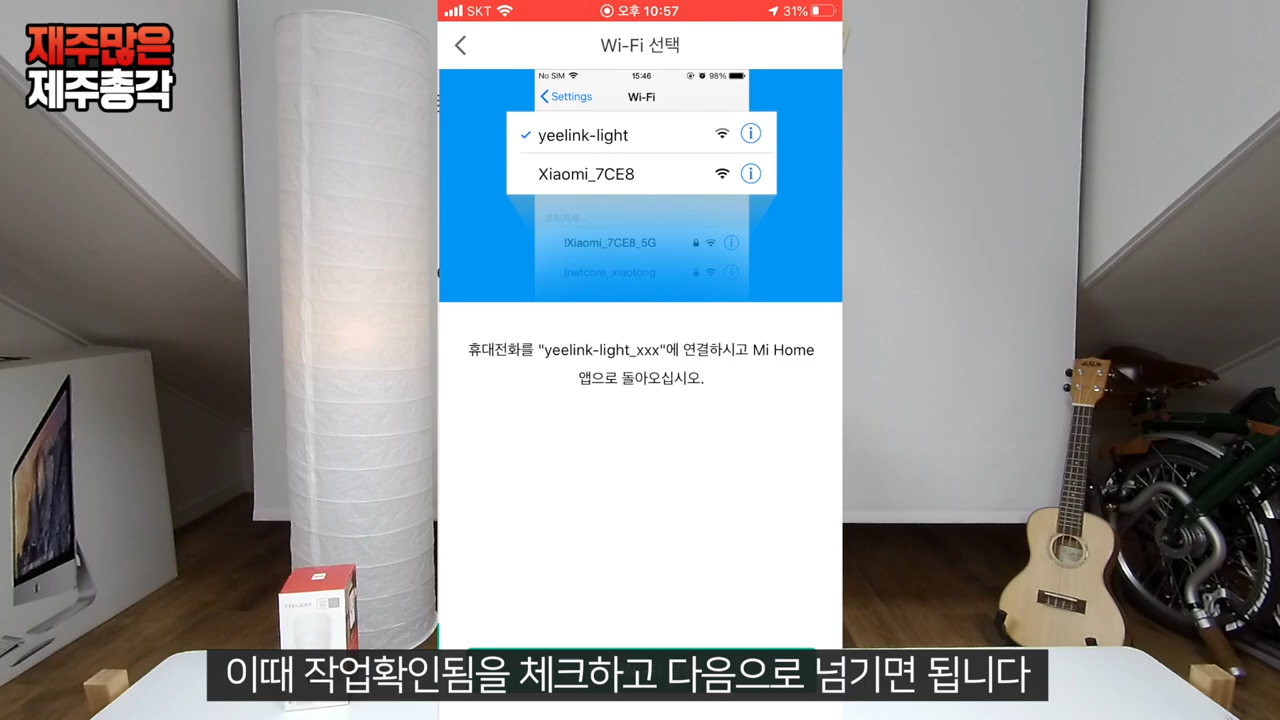 재주많은
제주총각
SKT 오후 10:57 31%
Wi-Fi 선택
No SIM 15:46 98%
Settings Wi-Fi
yeelink-light
Xiaomi_7CE8
!Xiaomi_7CE8_5G
(netcore_xiaotong
휴대전화를 "yeelink-light_xxx"에 연결하시고 Mi Home
앱으로 돌아오십시오.
YEELIGHT
이때 작업확인됨을 체크하고 다음으로 넘기면 됩니다